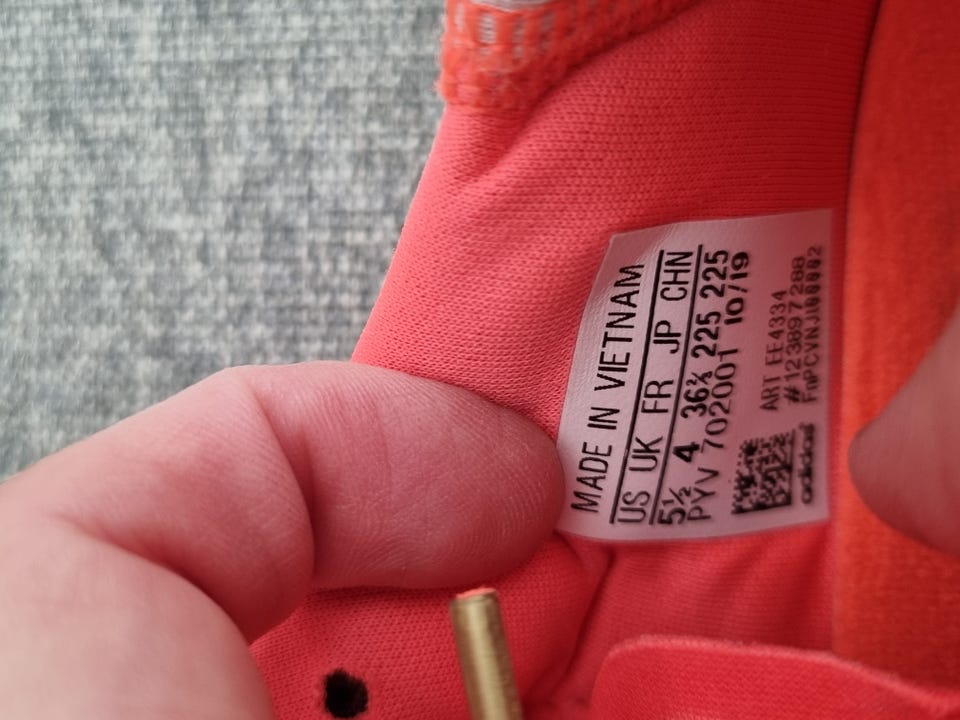 MADE IN VIETNAM
US UK FR JP CHN
5½ 4 36⅔ 225 225
PYV 702001 10/19
ART EE4334
adidas